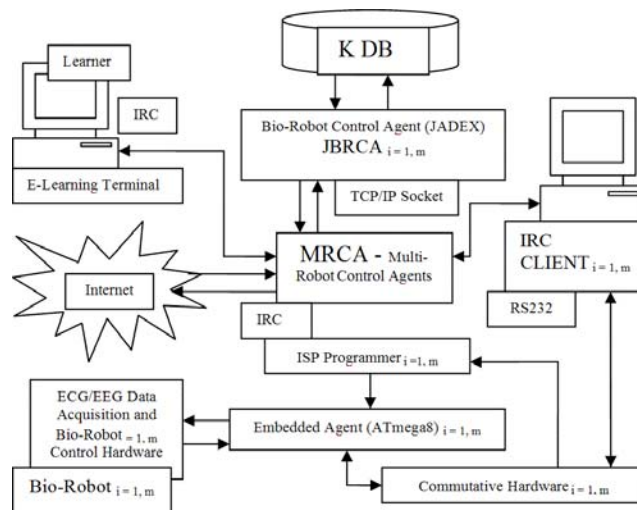 K DB
Learner
IRC
E-Learning Terminal
Bio-Robot Control Agent (JADEX)
JBRCA i = 1, m
TCP/IP Socket
MRCA - Multi-
Robot Control Agents
IRC
CLIENT i = 1, m
RS232
Internet
IRC
ISP Programmer i =1, m
ECG/EEG Data
Acquisition and
Bio-Robot = 1, m
Control Hardware
Bio-Robot i = 1, m
Embedded Agent (ATmega8) i = 1, m
Commutative Hardware i = 1, m